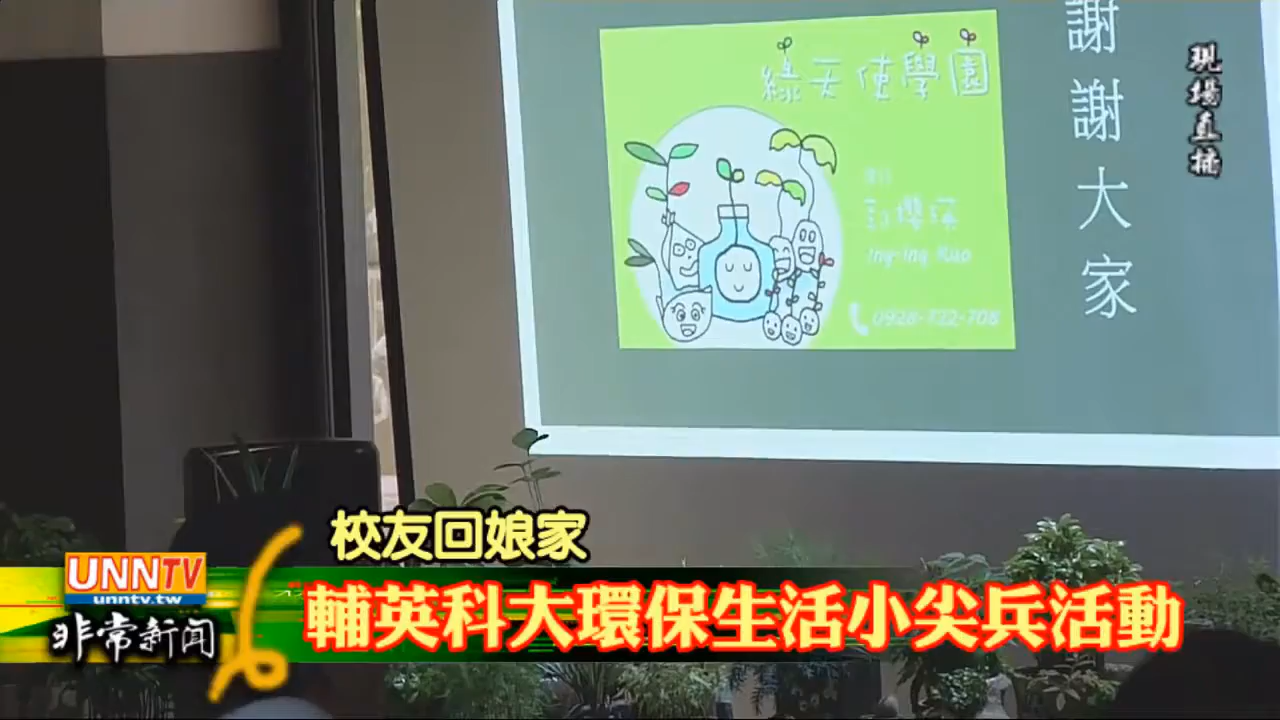 綠天使學園
Ing-ing Kuo
0928-722-708
謝謝大家
現場直播
校友回娘家
UNNTV
unntv.tw
非常新闻
輔英科大環保生活小尖兵活動